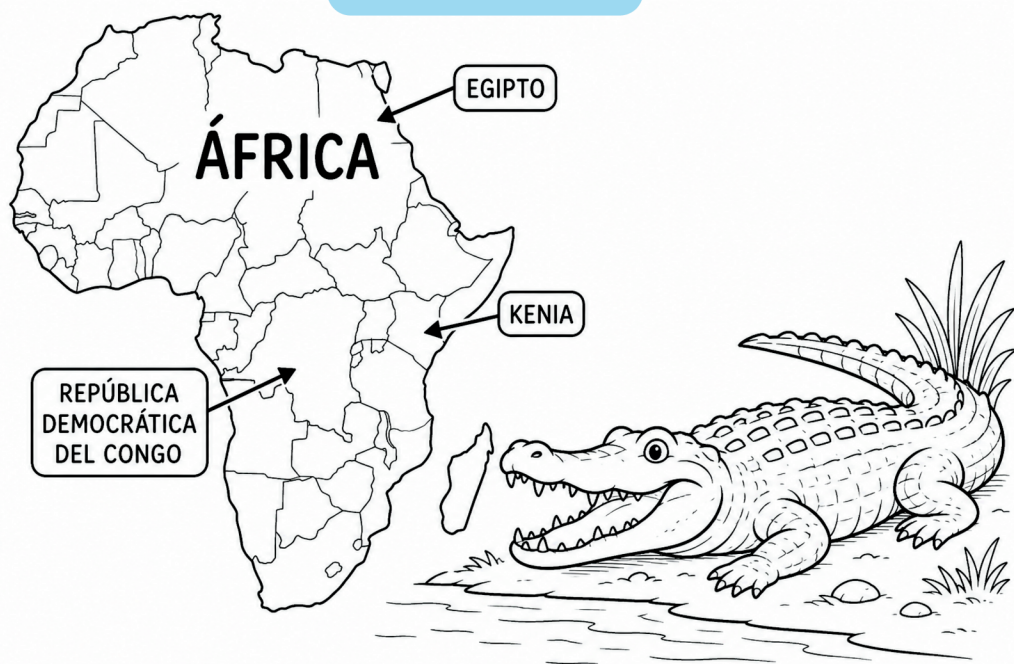 EGIPTO
ÁFRICA
KENIA
REPÚBLICA
DEMOCRÁTICA
DEL CONGO